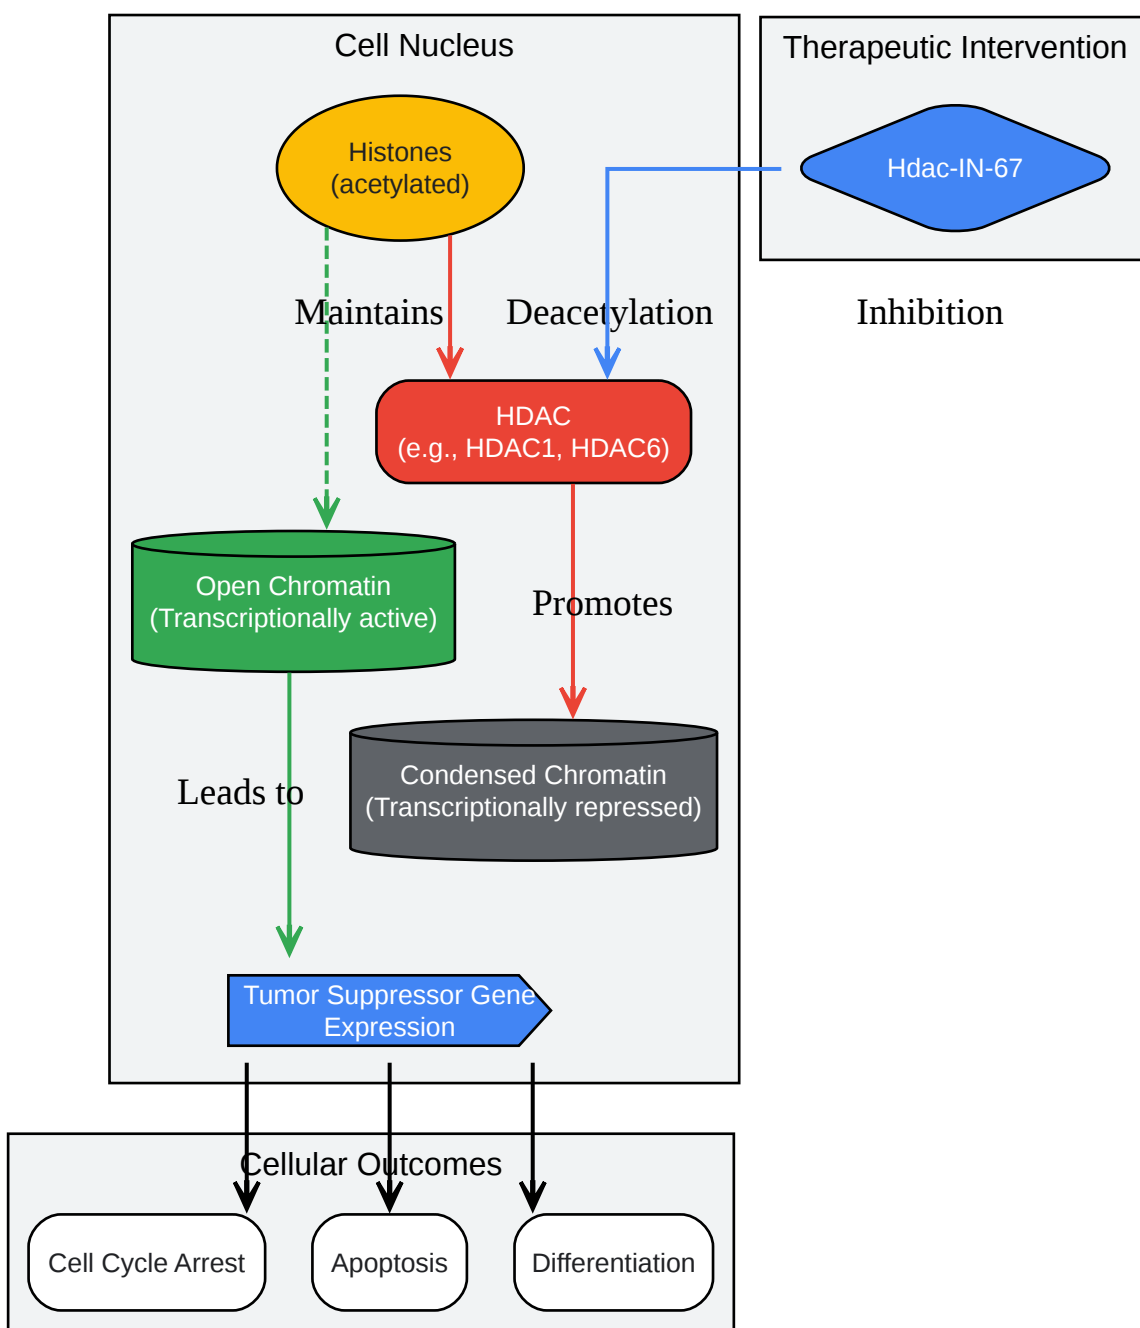 Cell Nucleus
Therapeutic Intervention
Histones
(acetylated)
Hdac-IN-67
Maintains
Deacetylation
Inhibition
HDAC
(e.g., HDAC1, HDAC6)
Open Chromatin
(Transcriptionally active)
Promotes
Condensed Chromatin
(Transcriptionally repressed)
Leads to
Tumor Suppressor Gene
Expression
Cellular Outcomes
Cell Cycle Arrest
Apoptosis
Differentiation